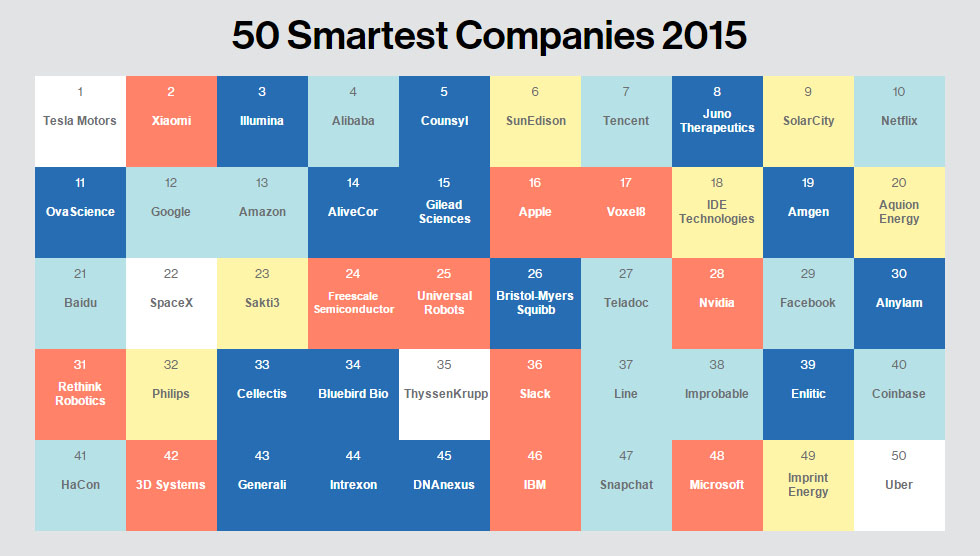 50 Smartest Companies 2015
1
Tesla Motors
2
Xiaomi
3
Illumina
4
Alibaba
5
Counsyl
6
SunEdison
7
Tencent
8
Juno
Therapeutics
9
SolarCity
10
Netflix
11
OvaScience
12
Google
13
Amazon
14
AliveCor
15
Gilead
Sciences
16
Apple
17
Voxel8
18
IDE
Technologies
19
Amgen
20
Aquion
Energy
21
Baidu
22
SpaceX
23
Sakti3
24
Freescale
Semiconductor
25
Universal
Robots
26
Bristol-Myers
Squibb
27
Teladoc
28
Nvidia
29
Facebook
30
Alnylam
31
Rethink
Robotics
32
Philips
33
Cellectis
34
Bluebird Bio
35
ThyssenKrupp
36
Slack
37
Line
38
Improbable
39
Enlitic
40
Coinbase
41
HaCon
42
3D Systems
43
Generali
44
Intrexon
45
DNAnexus
46
IBM
47
Snapchat
48
Microsoft
49
Imprint
Energy
50
Uber